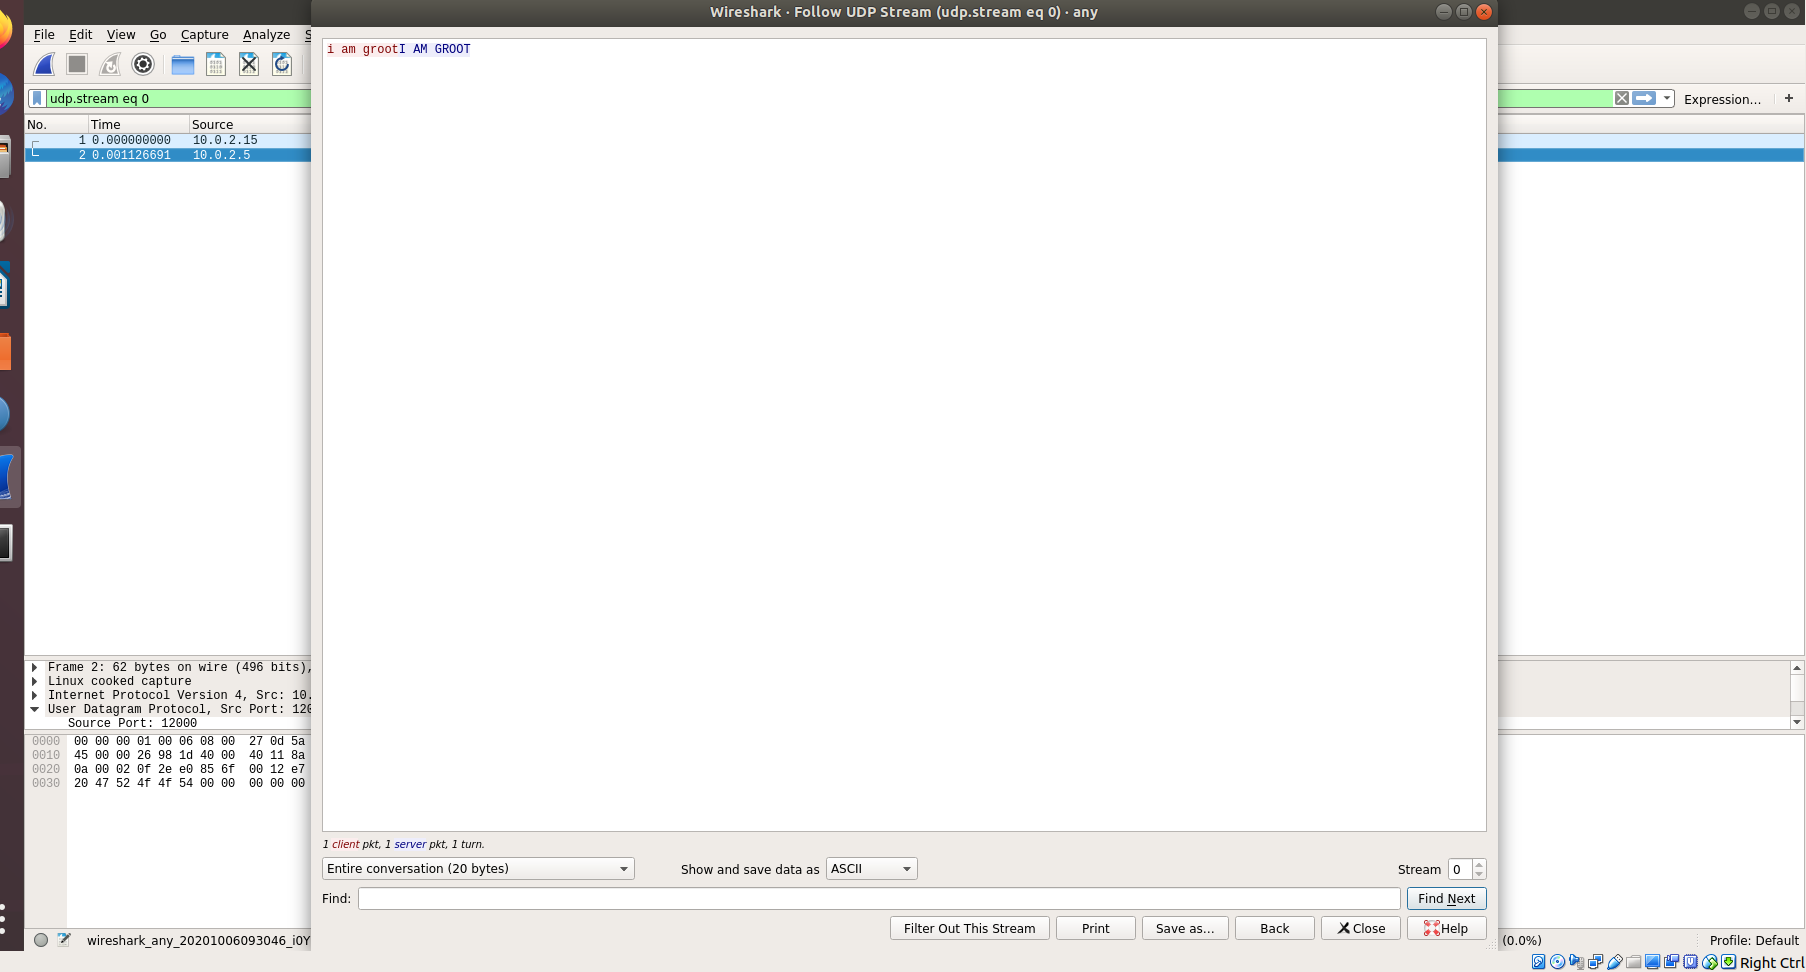 Wireshark · Follow UDP Stream (udp.stream eq 0) · any
File Edit View Go Capture Analyze S
i am grootI AM GROOT
udp.stream eq 0
Expression… +
No. Time Source
1 0.000000000 10.0.2.15
2 0.001126691 10.0.2.5
Frame 2: 62 bytes on wire (496 bits),
Linux cooked capture
Internet Protocol Version 4, Src: 10.
User Datagram Protocol, Src Port: 120
Source Port: 12000
0000 00 00 00 01 00 06 08 00 27 0d 5a
0010 45 00 00 26 98 1d 40 00 40 11 8a
0020 0a 00 02 0f 2e e0 85 6f 00 12 e7
0030 20 47 52 4f 4f 54 00 00 00 00 00
1 client pkt, 1 server pkt, 1 turn.
Entire conversation (20 bytes) Show and save data as ASCII Stream 0
Find: Find Next
Filter Out This Stream Print Save as… Back Close Help
wireshark_any_20201006093046_i0Y (0.0%) Profile: Default
Right Ctrl